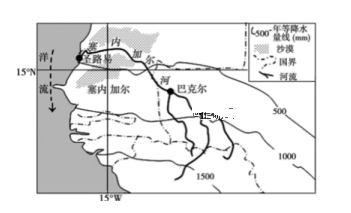 500
年等降水
量线(mm)
沙漠
国界
河流
塞
内
加
尔
河
圣路易
洋
流
15°N
塞内加尔
巴克尔
500
1000
1500
15°W